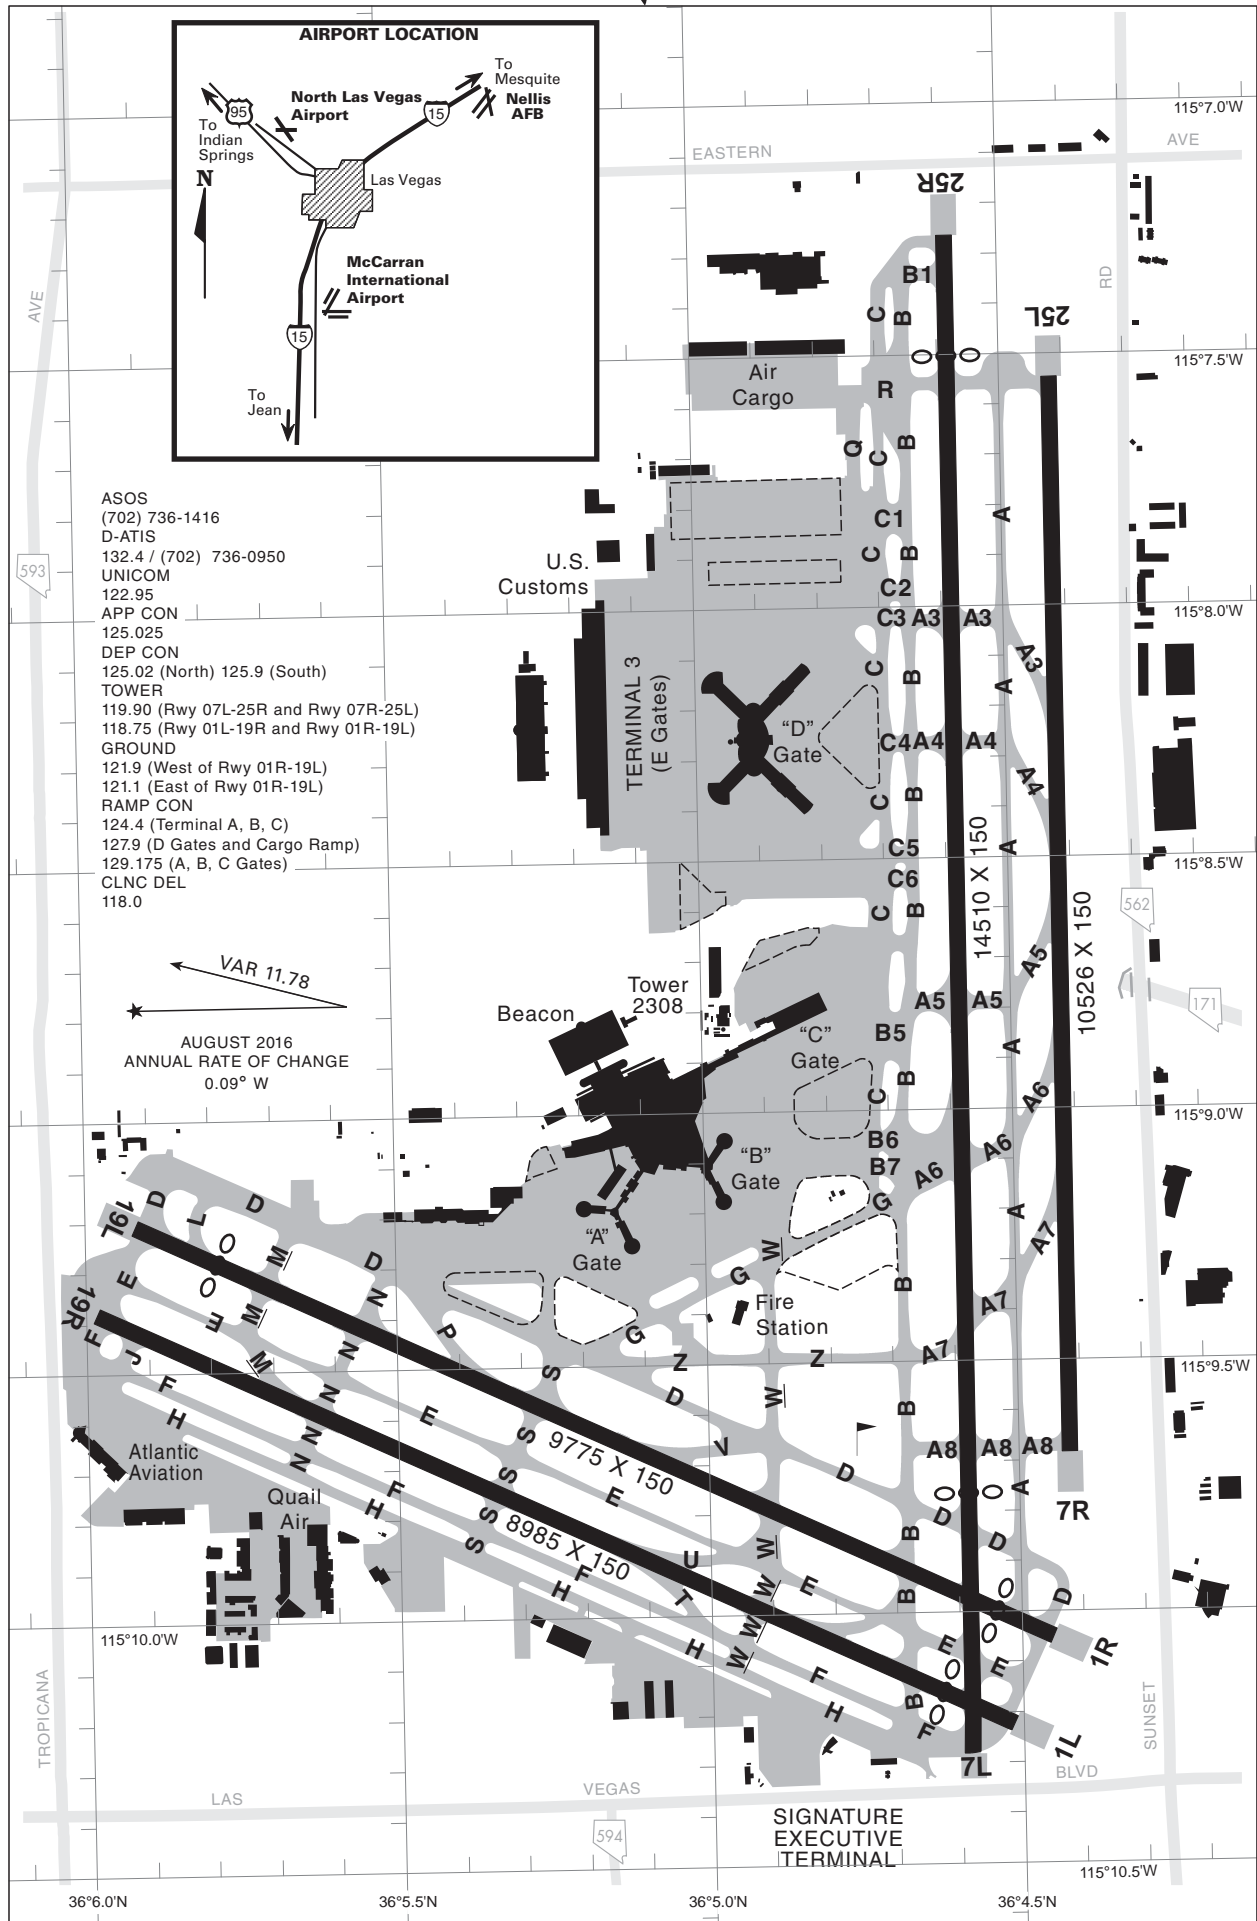 AIRPORT LOCATION
To
Mesquite
Nellis
AFB
15
North Las Vegas
Airport
95
To
Indian
Springs
N
Las Vegas
McCarran
International
Airport
15
To
Jean
115°7.0'W
EASTERN
AVE
AVE
RD
25R
25L
B1
C
B
115°7.5'W
Air
Cargo
R
Q
C
B
ASOS
(702) 736-1416
D-ATIS
132.4 / (702) 736-0950
UNICOM
122.95
APP CON
125.025
DEP CON
125.02 (North) 125.9 (South)
TOWER
119.90 (Rwy 07L-25R and Rwy 07R-25L)
118.75 (Rwy 01L-19R and Rwy 01R-19L)
GROUND
121.9 (West of Rwy 01R-19L)
121.1 (East of Rwy 01R-19L)
RAMP CON
124.4 (Terminal A, B, C)
127.9 (D Gates and Cargo Ramp)
129.175 (A, B, C Gates)
CLNC DEL
118.0
593
U.S.
Customs
C1
A
C
B
C2
C3 A3 A3
115°8.0'W
TERMINAL 3
(E Gates)
"D"
Gate
C
B
A3
A
C4 A4 A4
A4
C
B
C5
A
115°8.5'W
C6
C
B
14510 X 150
10526 X 150
562
171
VAR 11.78
AUGUST 2016
ANNUAL RATE OF CHANGE
0.09° W
Beacon
Tower
2308
"C"
Gate
A5
A5 A5
B5
A
C
B
A6
115°9.0'W
B6
B7
A6
A6
G
"B"
Gate
"A"
Gate
A
A7
19L
D
L
D
M
D
N
W
G
B
A7
19R
E
E
M
F
J
M
N
P
S
G
Z
Z
A7
Fire
Station
115°9.5'W
F
H
N
N
N
E
S
D
W
V
B
A8 A8 A8
Atlantic
Aviation
Quail
Air
9775 X 150
8985 X 150
F
H
S
S
S
E
D
D
B
A
7R
U
W
D
F
H
T
W
E
B
D
115°10.0'W
W
H
W
F
H
E
E
B
F
1R
1L
7L
TROPICANA
SUNSET
LAS
VEGAS
BLVD
594
SIGNATURE
EXECUTIVE
TERMINAL
115°10.5'W
36°6.0'N
36°5.5'N
36°5.0'N
36°4.5'N